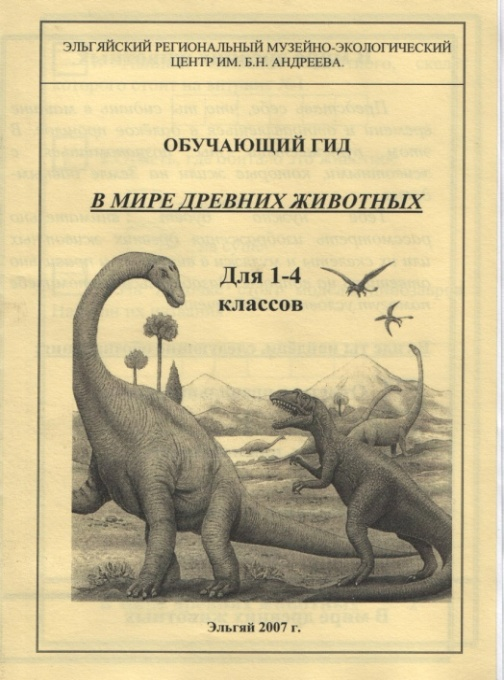 ЭЛЬГЯЙСКИЙ РЕГИОНАЛЬНЫЙ МУЗЕЙНО-ЭКОЛОГИЧЕСКИЙ
ЦЕНТР ИМ. Б.Н. АНДРЕЕВА.
ОБУЧАЮЩИЙ ГИД
В МИРЕ ДРЕВНИХ ЖИВОТНЫХ
Для 1-4
классов
Эльгяй 2007 г.